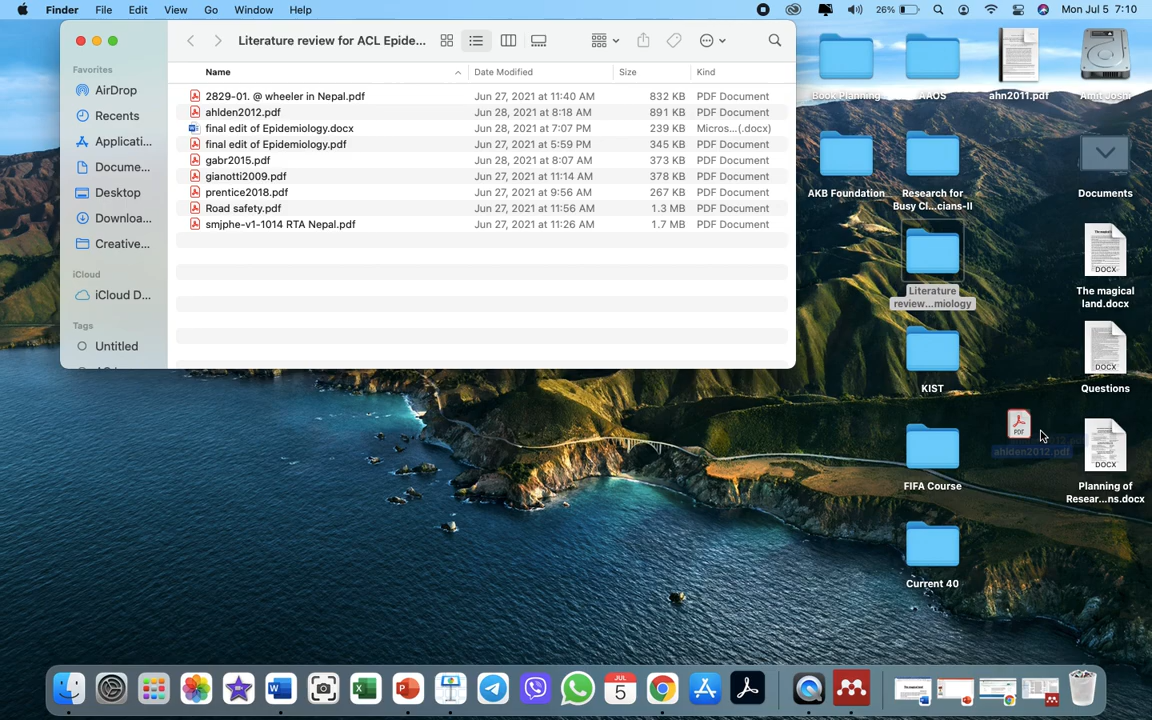 Finder File Edit View Go Window Help 26% Mon Jul 5 7:10
Literature review for ACL Epide...
Favorites
AirDrop
Recents
Applicati...
Docume...
Desktop
Downloa...
Creative...
iCloud
iCloud D...
Tags
Untitled
Name Date Modified Size Kind
2829-01. @ wheeler in Nepal.pdf Jun 27, 2021 at 11:40 AM 832 KB PDF Document
ahlden2012.pdf Jun 28, 2021 at 8:18 AM 891 KB PDF Document
final edit of Epidemiology.docx Jun 28, 2021 at 7:07 PM 239 KB Micros...(.docx)
final edit of Epidemiology.pdf Jun 27, 2021 at 5:59 PM 345 KB PDF Document
gabr2015.pdf Jun 28, 2021 at 8:07 AM 373 KB PDF Document
gianotti2009.pdf Jun 27, 2021 at 11:14 AM 378 KB PDF Document
prentice2018.pdf Jun 27, 2021 at 9:56 AM 267 KB PDF Document
Road safety.pdf Jun 27, 2021 at 11:56 AM 1.3 MB PDF Document
smjphe-v1-1014 RTA Nepal.pdf Jun 27, 2021 at 11:26 AM 1.7 MB PDF Document
Book Planning... AAOS ahn2011.pdf Amit Joshi
AKB Foundation Research for
Busy Cl...cians-II Documents
Literature
review...miology
DOCX
The magical
land.docx
KIST
DOCX
Questions
PDF
ahlden2012.pdf
FIFA Course
DOCX
Planning of
Resear...ns.docx
Current 40
JUL
5